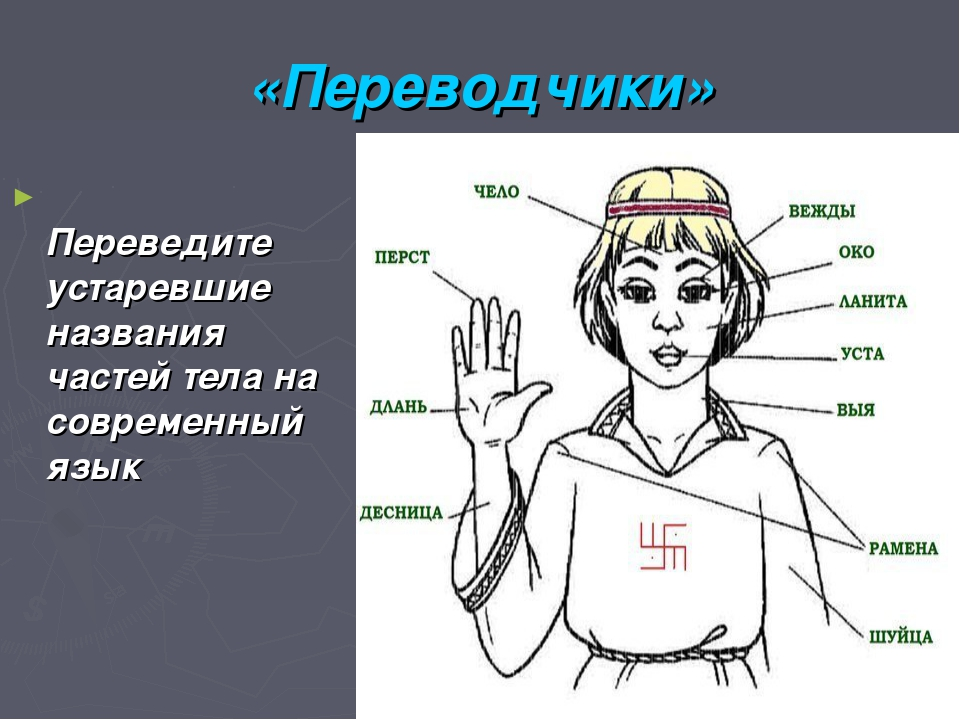 «Переводчики»
Переведите
устаревшие
названия
частей тела на
современный
язык
ЧЕЛО
ВЕЖДЫ
ПЕРСТ
ОКО
ЛАНИТА
УСТА
ДЛАНЬ
ВЫЯ
ДЕСНИЦА
РАМЕНА
ШУЙЦА